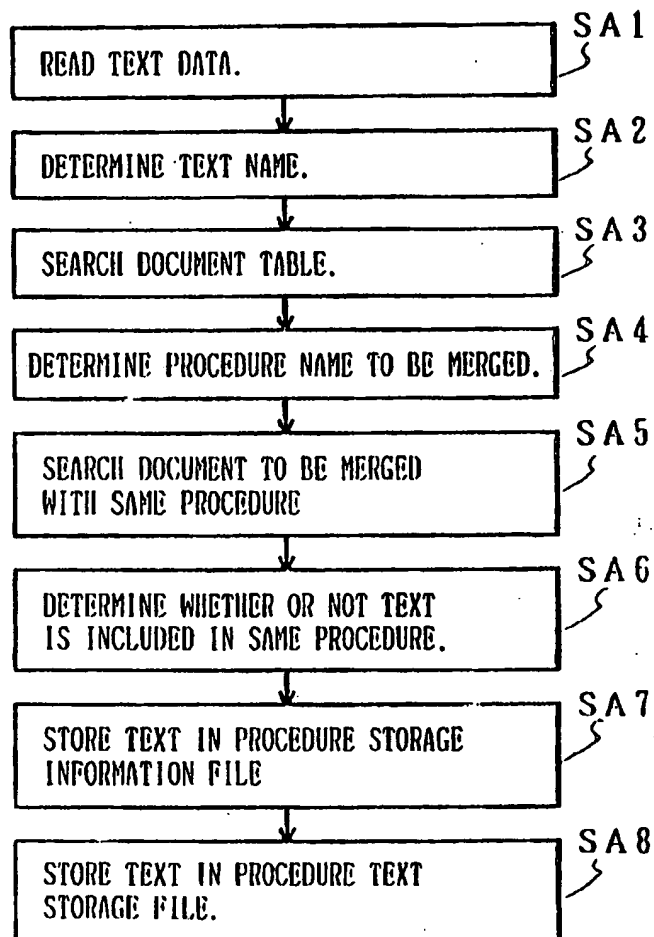 SA1
READ TEXT DATA.
SA2
DETERMINE TEXT NAME.
SA3
SEARCH DOCUMENT TABLE.
SA4
DETERMINE PROCEDURE NAME TO BE MERGED.
SA5
SEARCH DOCUMENT TO BE MERGED
WITH SAME PROCEDURE
SA6
DETERMINE WHETHER OR NOT TEXT
IS INCLUDED IN SAME PROCEDURE.
SA7
STORE TEXT IN PROCEDURE STORAGE
INFORMATION FILE
SA8
STORE TEXT IN PROCEDURE TEXT
STORAGE FILE.